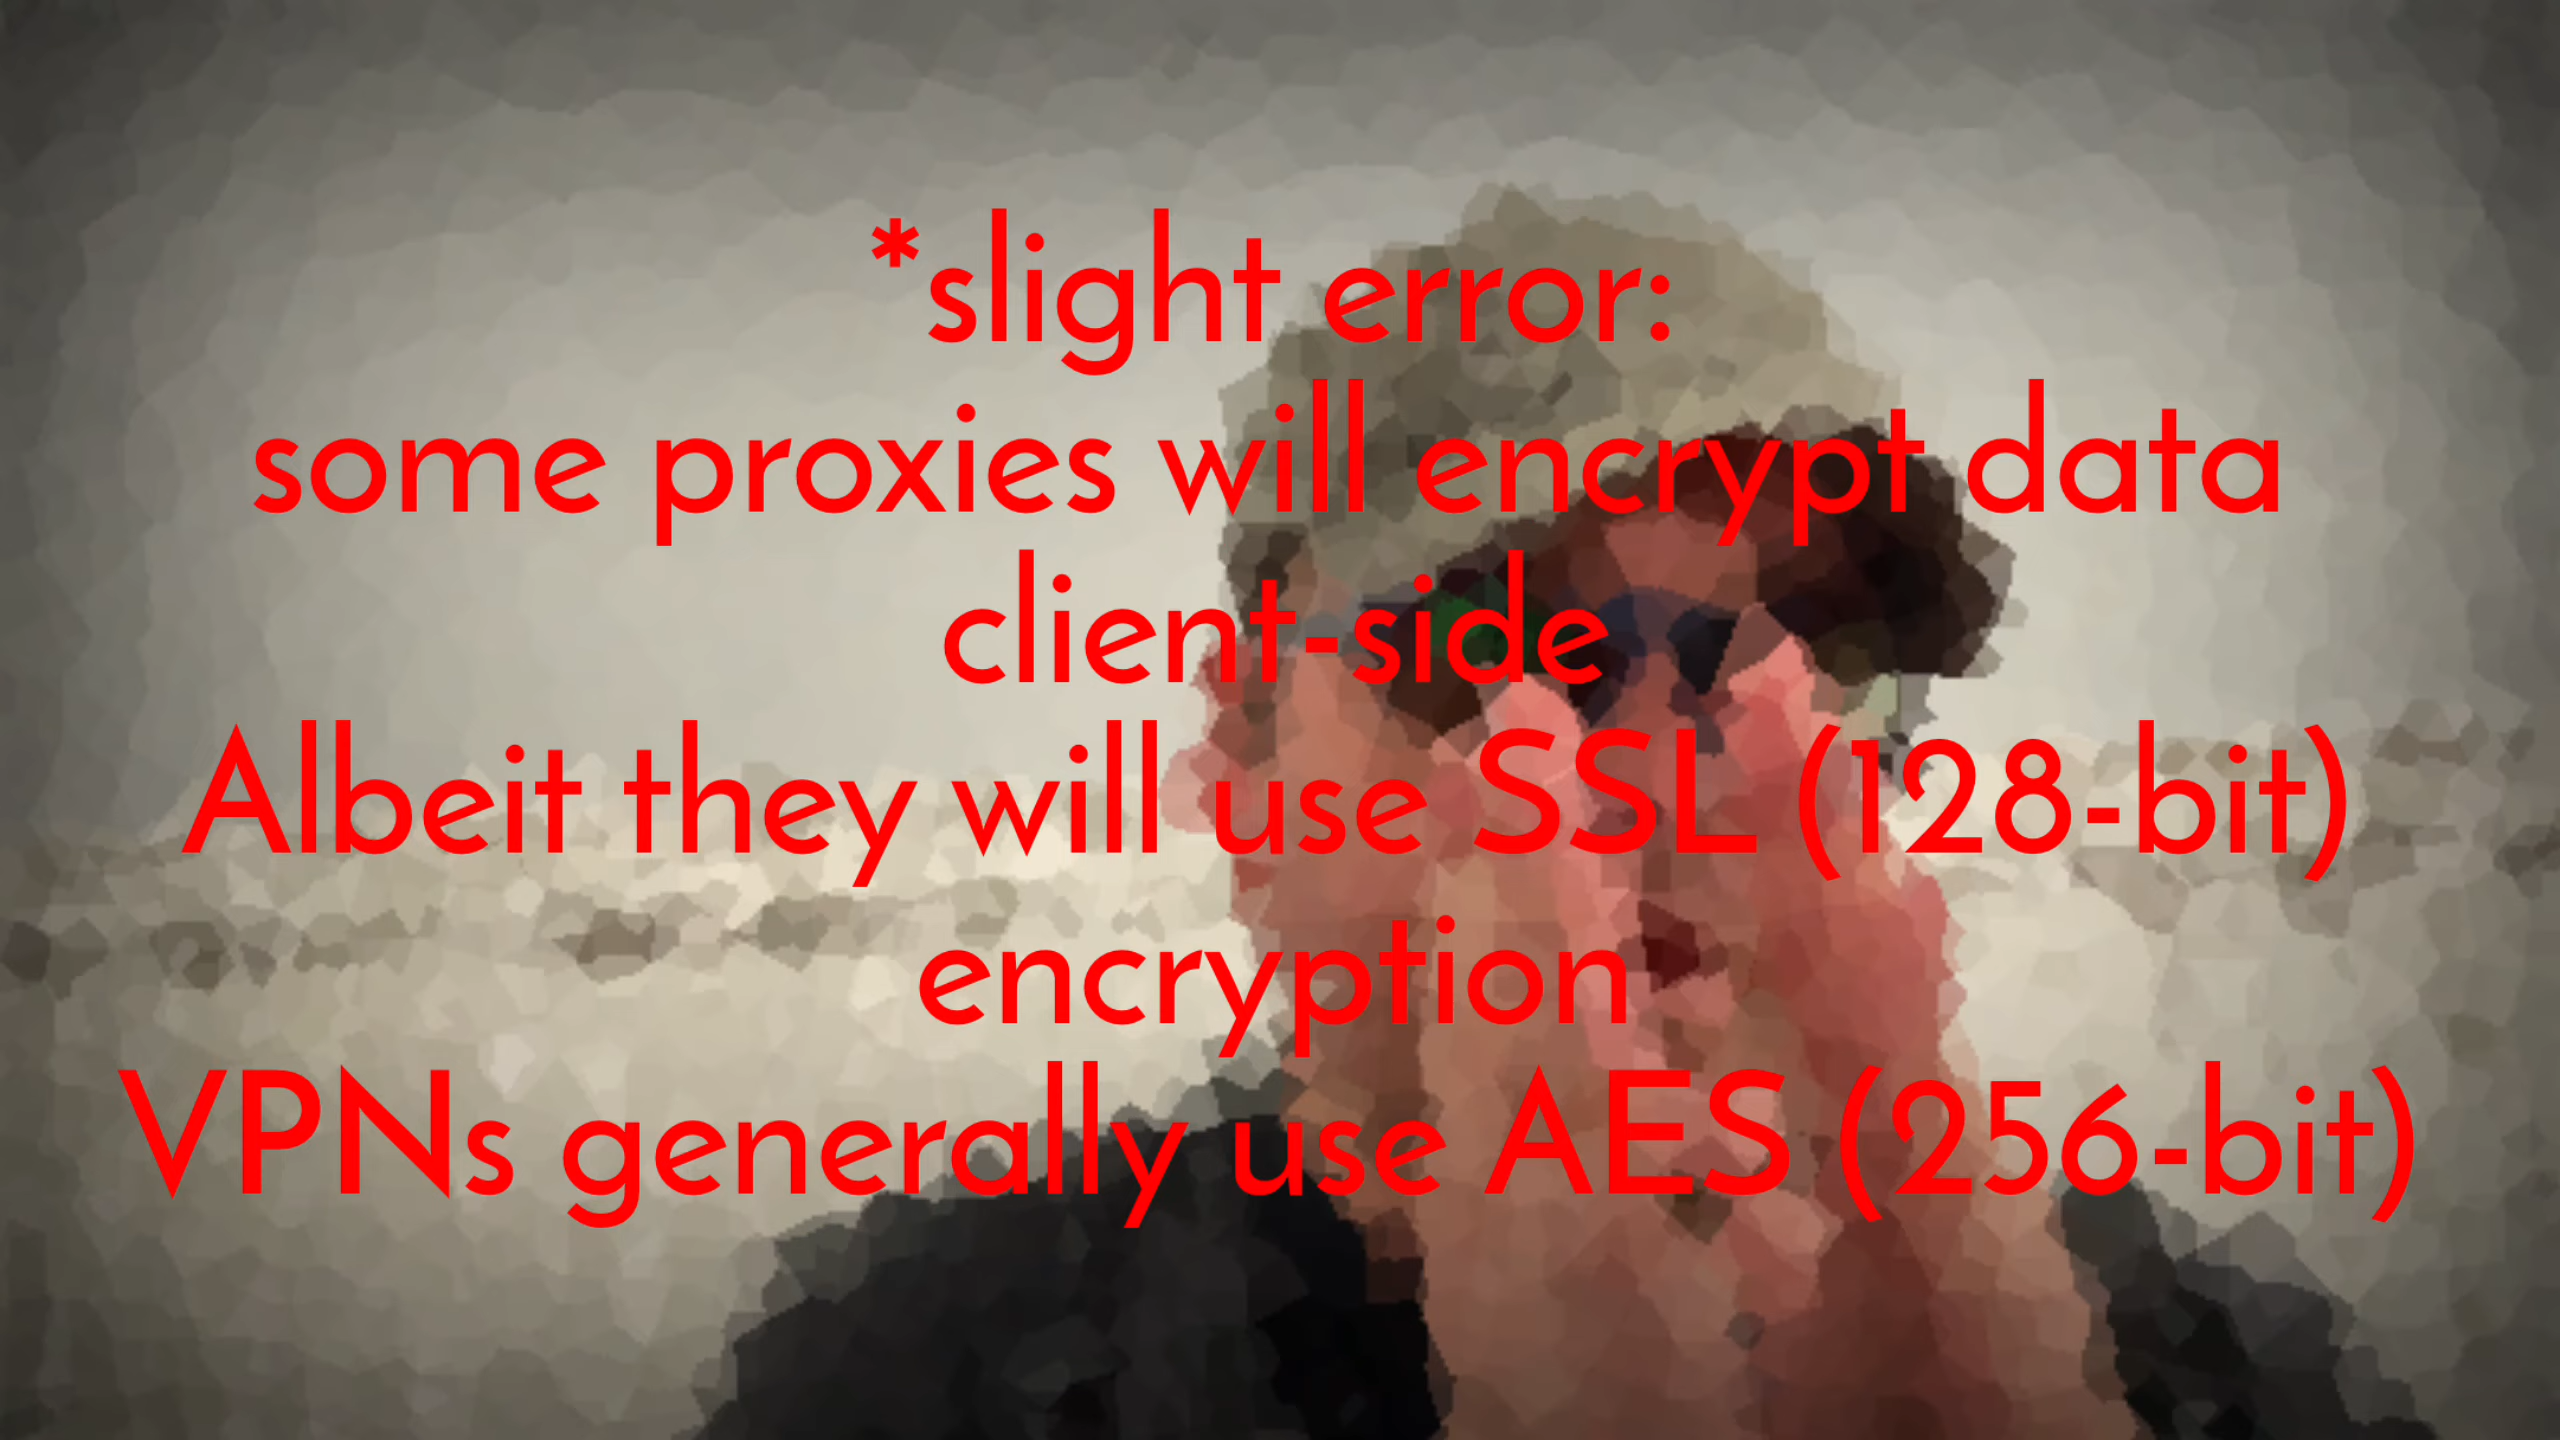 *slight error:
some proxies will encrypt data
client-side
Albeit they will use SSL (128-bit)
encryption
VPNs generally use AES (256-bit)